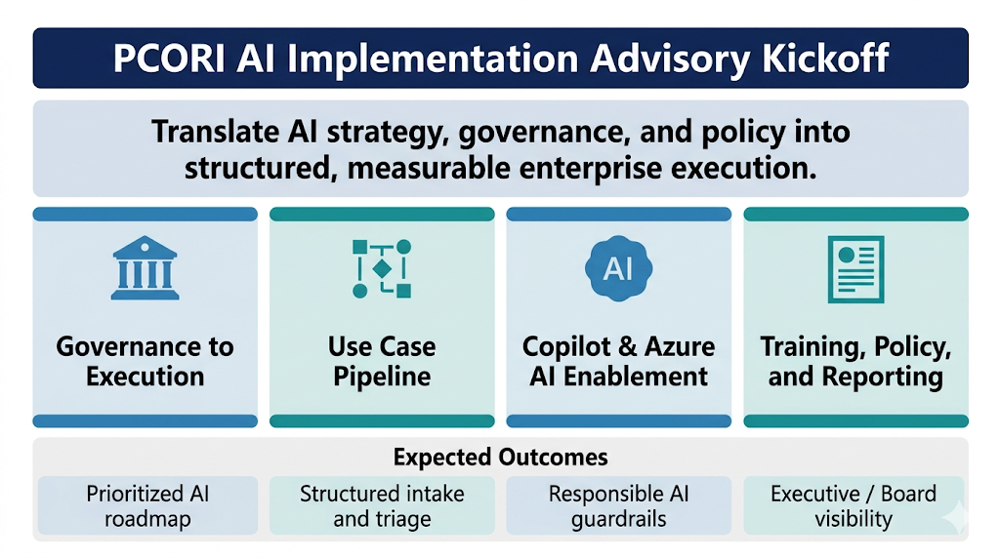 PCORI AI Implementation Advisory Kickoff
Translate AI strategy, governance, and policy into
structured, measurable enterprise execution.
AI
Governance to
Execution
Use Case
Pipeline
Copilot & Azure
AI Enablement
Training, Policy,
and Reporting
Expected Outcomes
Prioritized AI
roadmap
Structured intake
and triage
Responsible AI
guardrails
Executive / Board
visibility